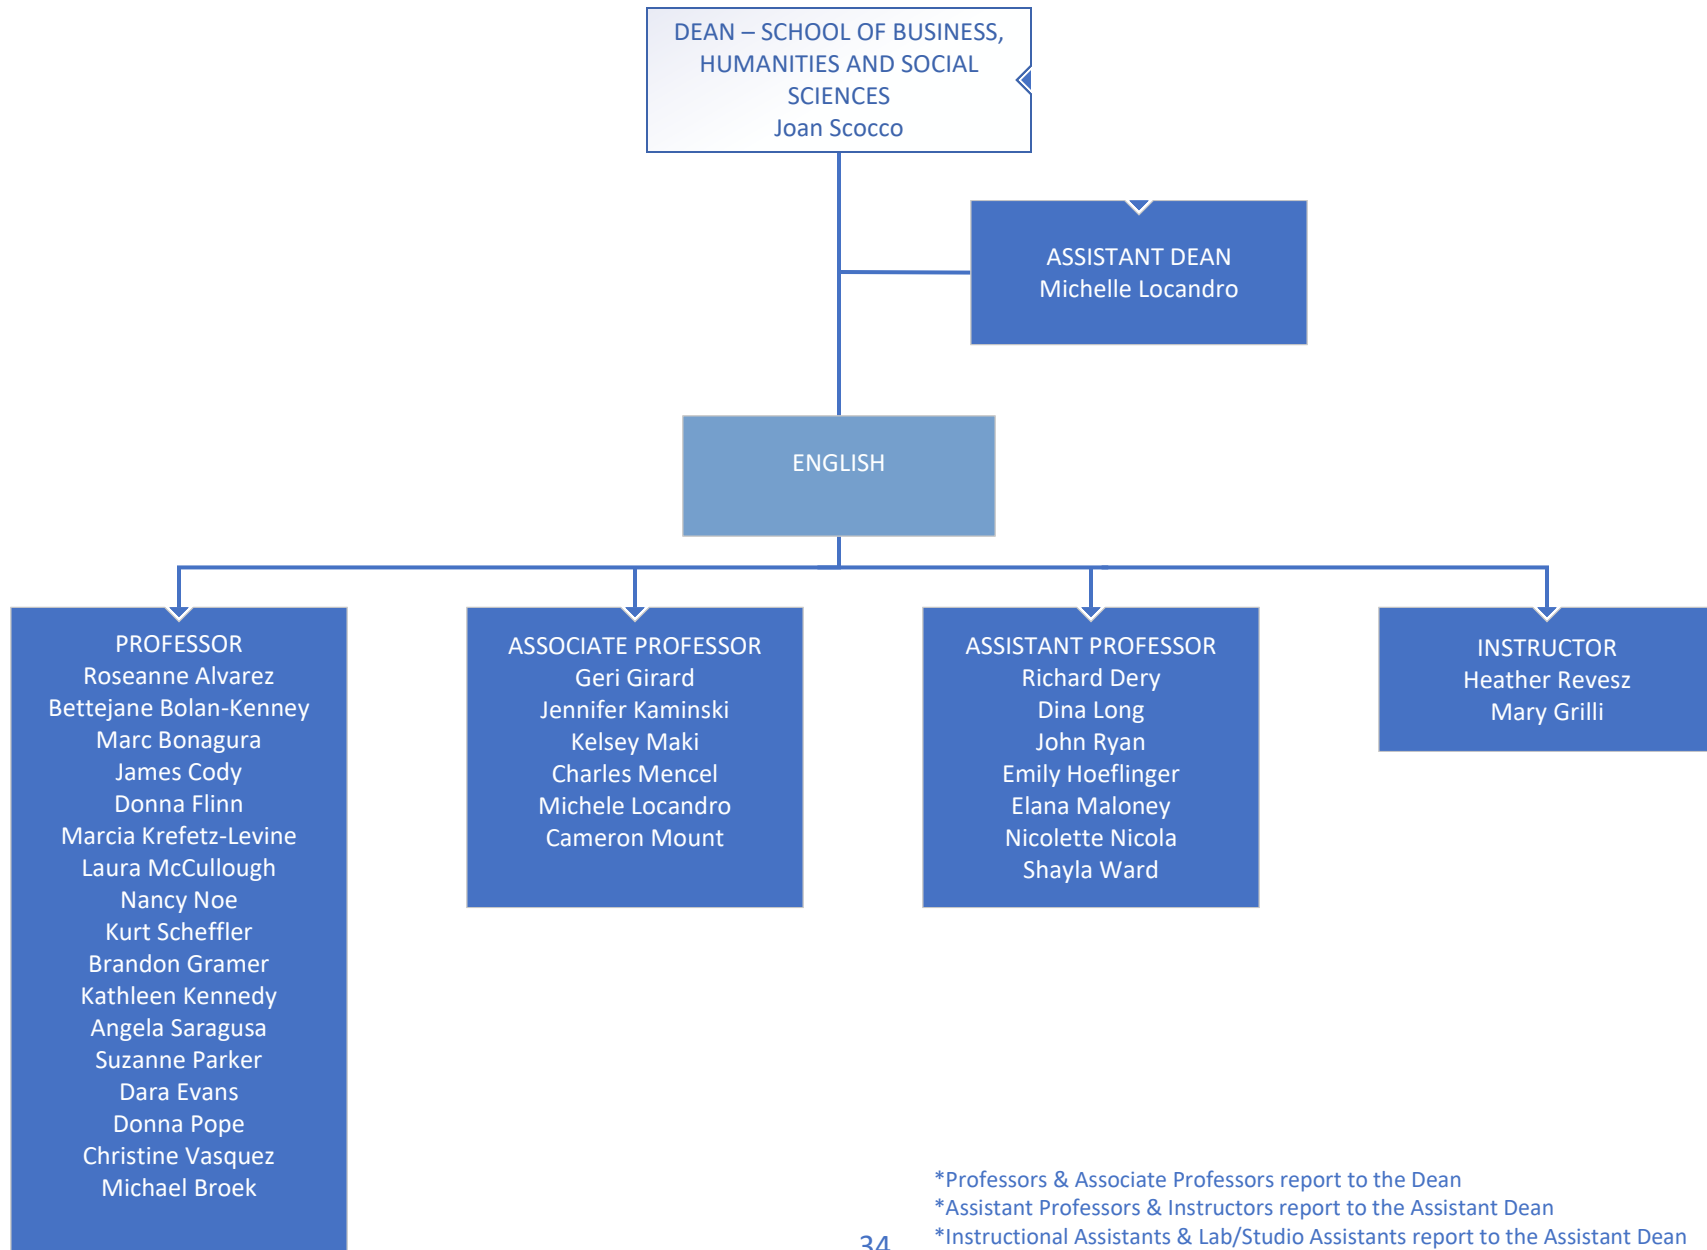 DEAN – SCHOOL OF BUSINESS,
HUMANITIES AND SOCIAL
SCIENCES
Joan Scocco
ASSISTANT DEAN
Michelle Locandro
ENGLISH
PROFESSOR
Roseanne Alvarez
Bettejane Bolan-Kenney
Marc Bonagura
James Cody
Donna Flinn
Marcia Krefetz-Levine
Laura McCullough
Nancy Noe
Kurt Scheffler
Brandon Gramer
Kathleen Kennedy
Angela Saragusa
Suzanne Parker
Dara Evans
Donna Pope
Christine Vasquez
Michael Broek
ASSOCIATE PROFESSOR
Geri Girard
Jennifer Kaminski
Kelsey Maki
Charles Mencel
Michele Locandro
Cameron Mount
ASSISTANT PROFESSOR
Richard Dery
Dina Long
John Ryan
Emily Hoeflinger
Elana Maloney
Nicolette Nicola
Shayla Ward
INSTRUCTOR
Heather Revesz
Mary Grilli
*Professors & Associate Professors report to the Dean
*Assistant Professors & Instructors report to the Assistant Dean
*Instructional Assistants & Lab/Studio Assistants report to the Assistant Dean
34